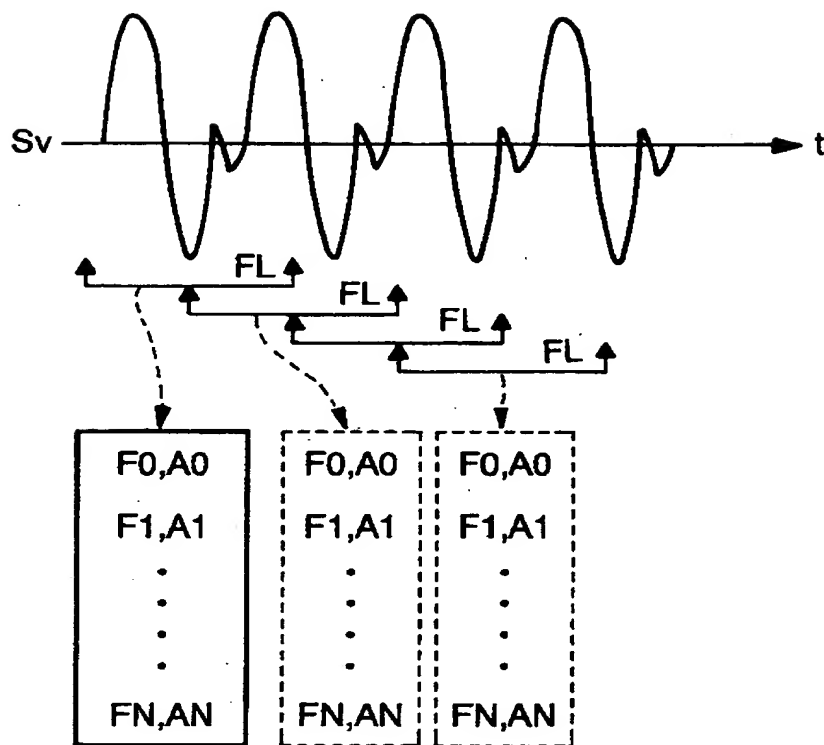 Sv
t
FL
FL
FL
FL
F0,A0 F0,A0 F0,A0
F1,A1 F1,A1 F1,A1
FN,AN FN,AN FN,AN